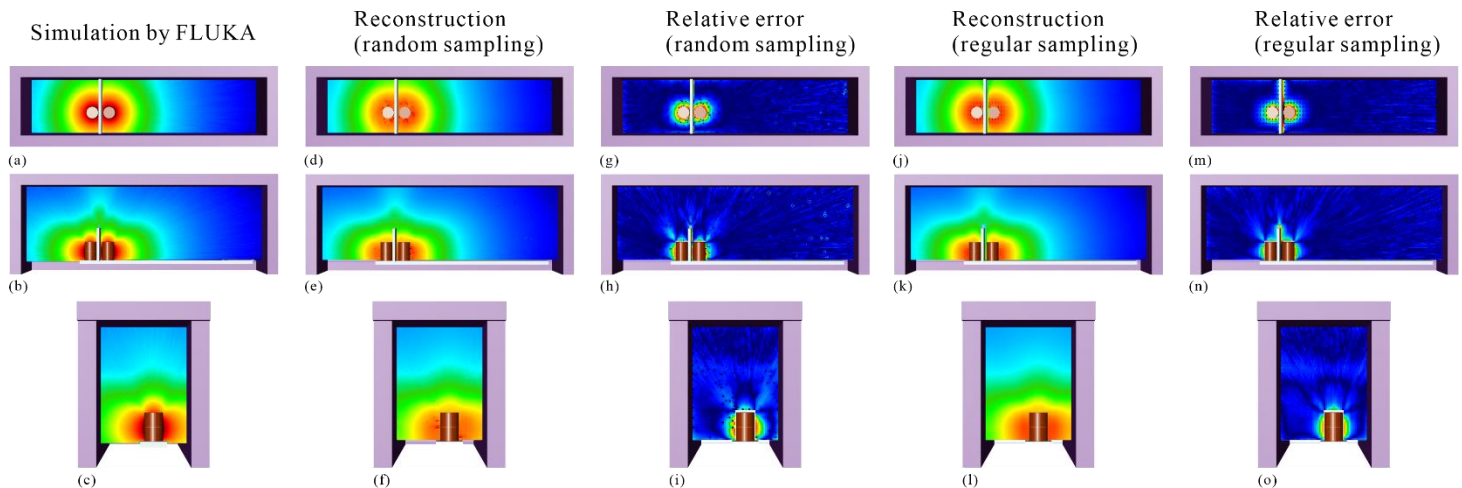 Simulation by FLUKA
Reconstruction
(random sampling)
Relative error
(random sampling)
Reconstruction
(regular sampling)
Relative error
(regular sampling)
(a)
(d)
(g)
(j)
(m)
(b)
(e)
(h)
(k)
(n)
(c)
(f)
(i)
(l)
(o)